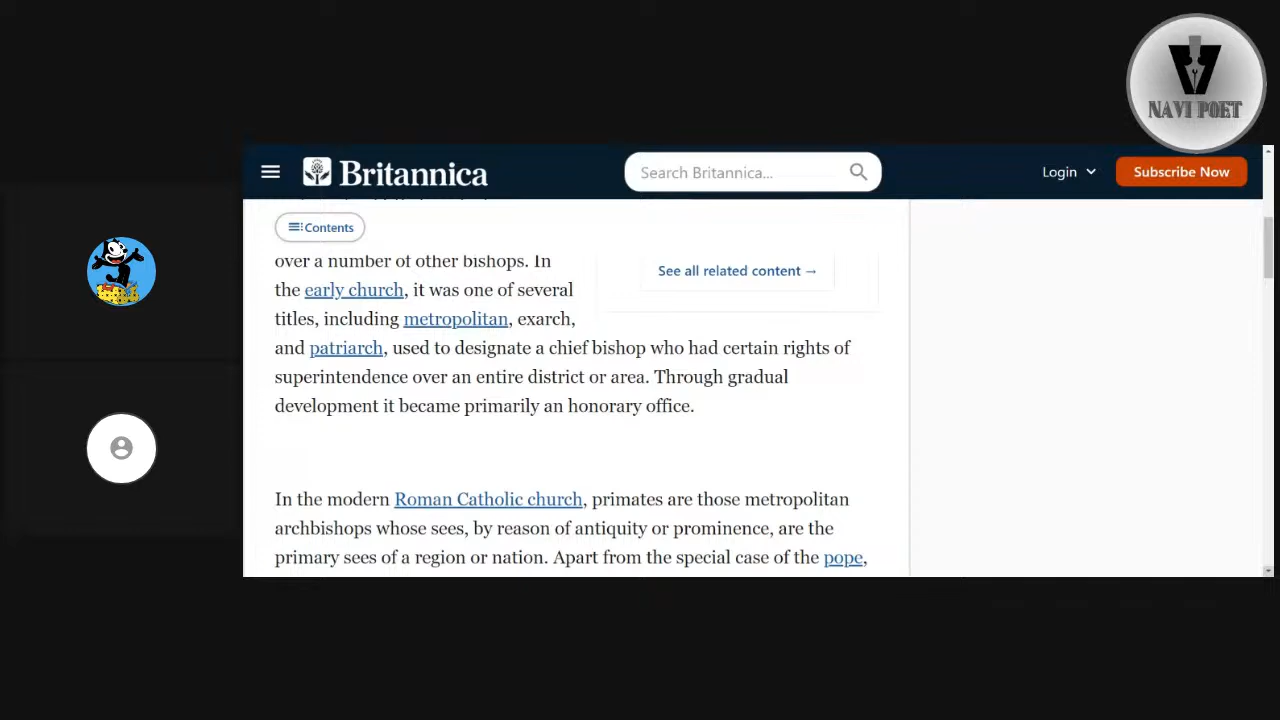 NAVI POET
Britannica
Search Britannica...
Login
Subscribe Now
Contents
over a number of other bishops. In
See all related content →
the early church, it was one of several
titles, including metropolitan, exarch,
and patriarch, used to designate a chief bishop who had certain rights of
superintendence over an entire district or area. Through gradual
development it became primarily an honorary office.
In the modern Roman Catholic church, primates are those metropolitan
archbishops whose sees, by reason of antiquity or prominence, are the
primary sees of a region or nation. Apart from the special case of the pope,